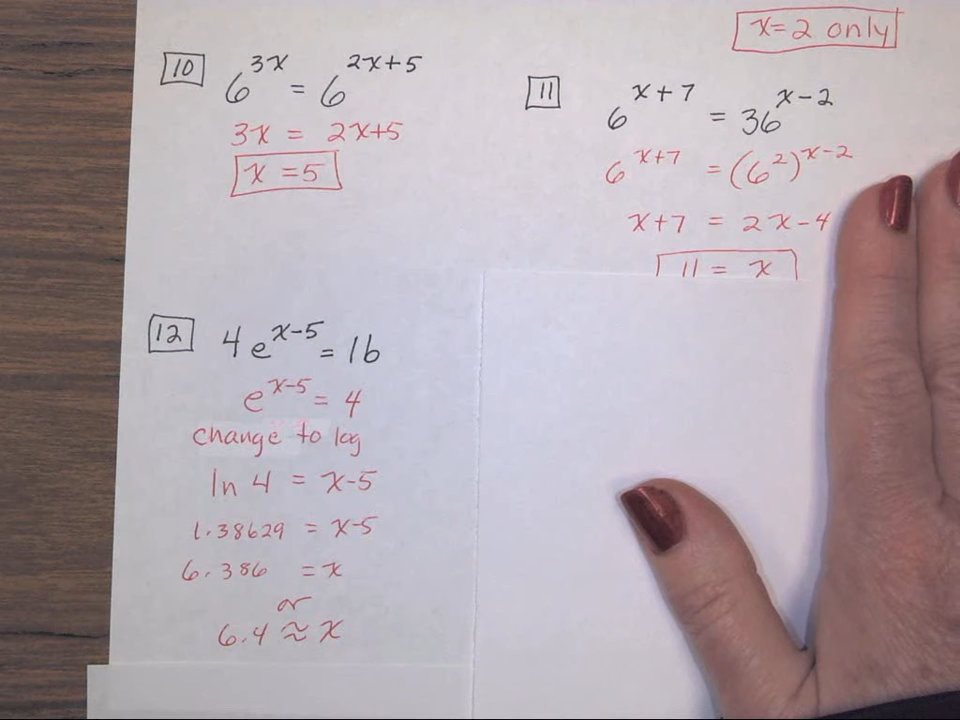 x=2 only
10 6^{3x} = 6^{2x+5}
3x = 2x+5
x = 5
11 6^{x+7} = 36^{x-2}
6^{x+7} = (6^2)^{x-2}
x+7 = 2x-4
11 = x
12 4e^{x-5} = 16
e^{x-5} = 4
change to log
ln 4 = x-5
1.38629 = x-5
6.386 = x
or
6.4 ≈ x